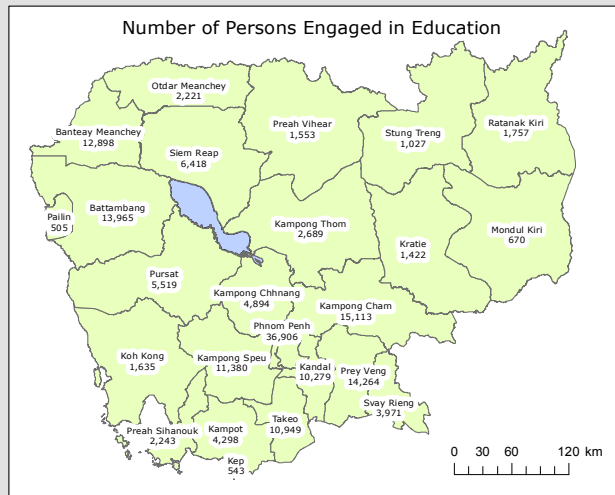 Number of Persons Engaged in Education
Otdar Meanchey
2,221
Banteay Meanchey
12,898
Siem Reap
6,418
Preah Vihear
1,553
Stung Treng
1,027
Ratanak Kiri
1,757
Pailin
505
Battambang
13,965
Kampong Thom
2,689
Kratie
1,422
Mondul Kiri
670
Pursat
5,519
Kampong Chhnang
4,894
Kampong Cham
15,113
Phnom Penh
36,906
Koh Kong
1,635
Kampong Speu
11,380
Kandal
10,279
Prey Veng
14,264
Svay Rieng
3,971
Preah Sihanouk
2,243
Kampot
4,298
Takeo
10,949
Kep
543
0 30 60 120 km